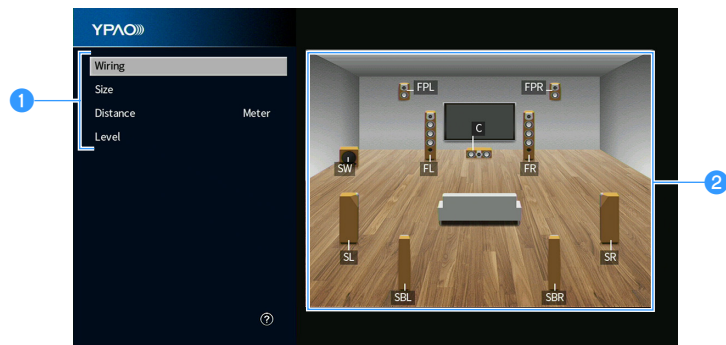 YPAO
Wiring
Size
Distance Meter
Level
?
1
2
FPL FPR
C
SW FL FR
SL SR
SBL SBR